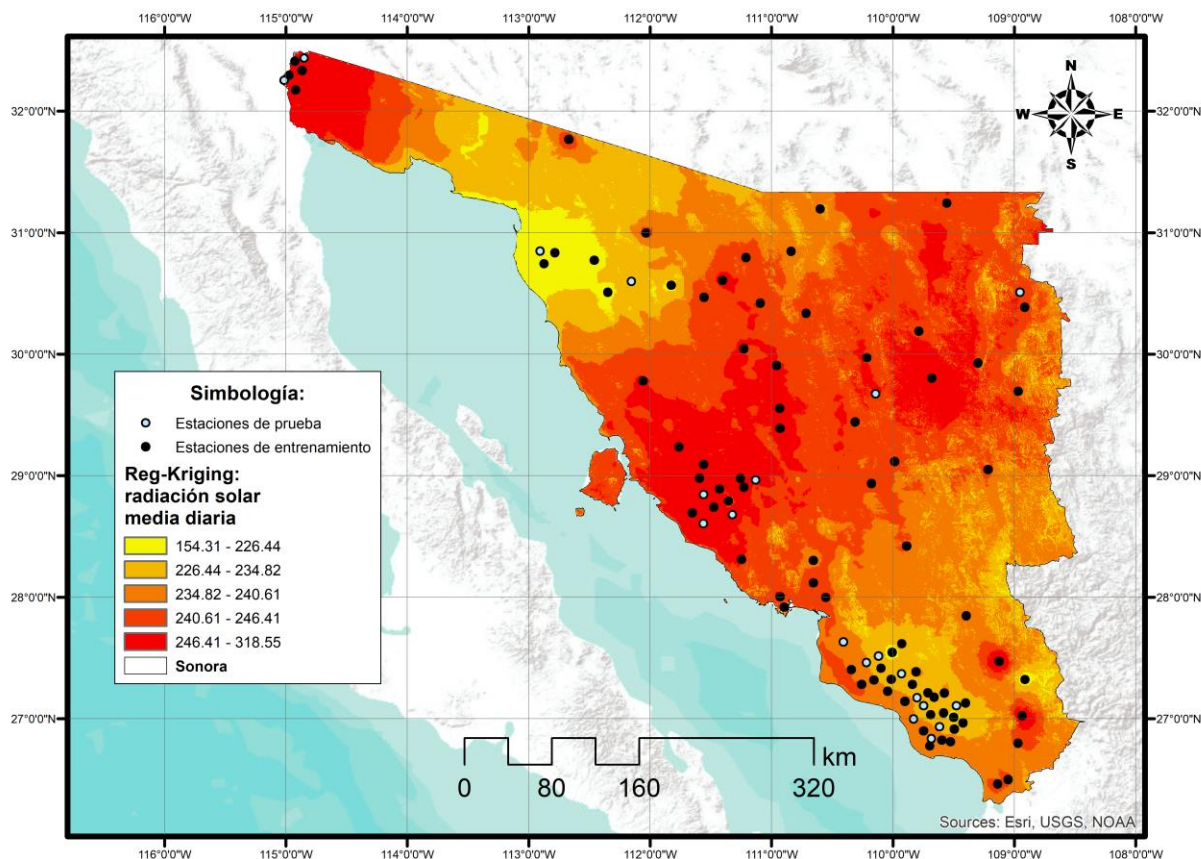 116°0'0"W 115°0'0"W 114°0'0"W 113°0'0"W 112°0'0"W 111°0'0"W 110°0'0"W 109°0'0"W 108°0'0"W
N
W E
S
32°0'0"N 32°0'0"N
31°0'0"N 31°0'0"N
30°0'0"N 30°0'0"N
29°0'0"N 29°0'0"N
28°0'0"N 28°0'0"N
27°0'0"N 27°0'0"N
Simbología:
Estaciones de prueba
Estaciones de entrenamiento
Reg-Kriging:
radiación solar
media diaria
154.31 - 226.44
226.44 - 234.82
234.82 - 240.61
240.61 - 246.41
246.41 - 318.55
Sonora
km
0 80 160 320
Sources: Esri, USGS, NOAA
116°0'0"W 115°0'0"W 114°0'0"W 113°0'0"W 112°0'0"W 111°0'0"W 110°0'0"W 109°0'0"W 108°0'0"W